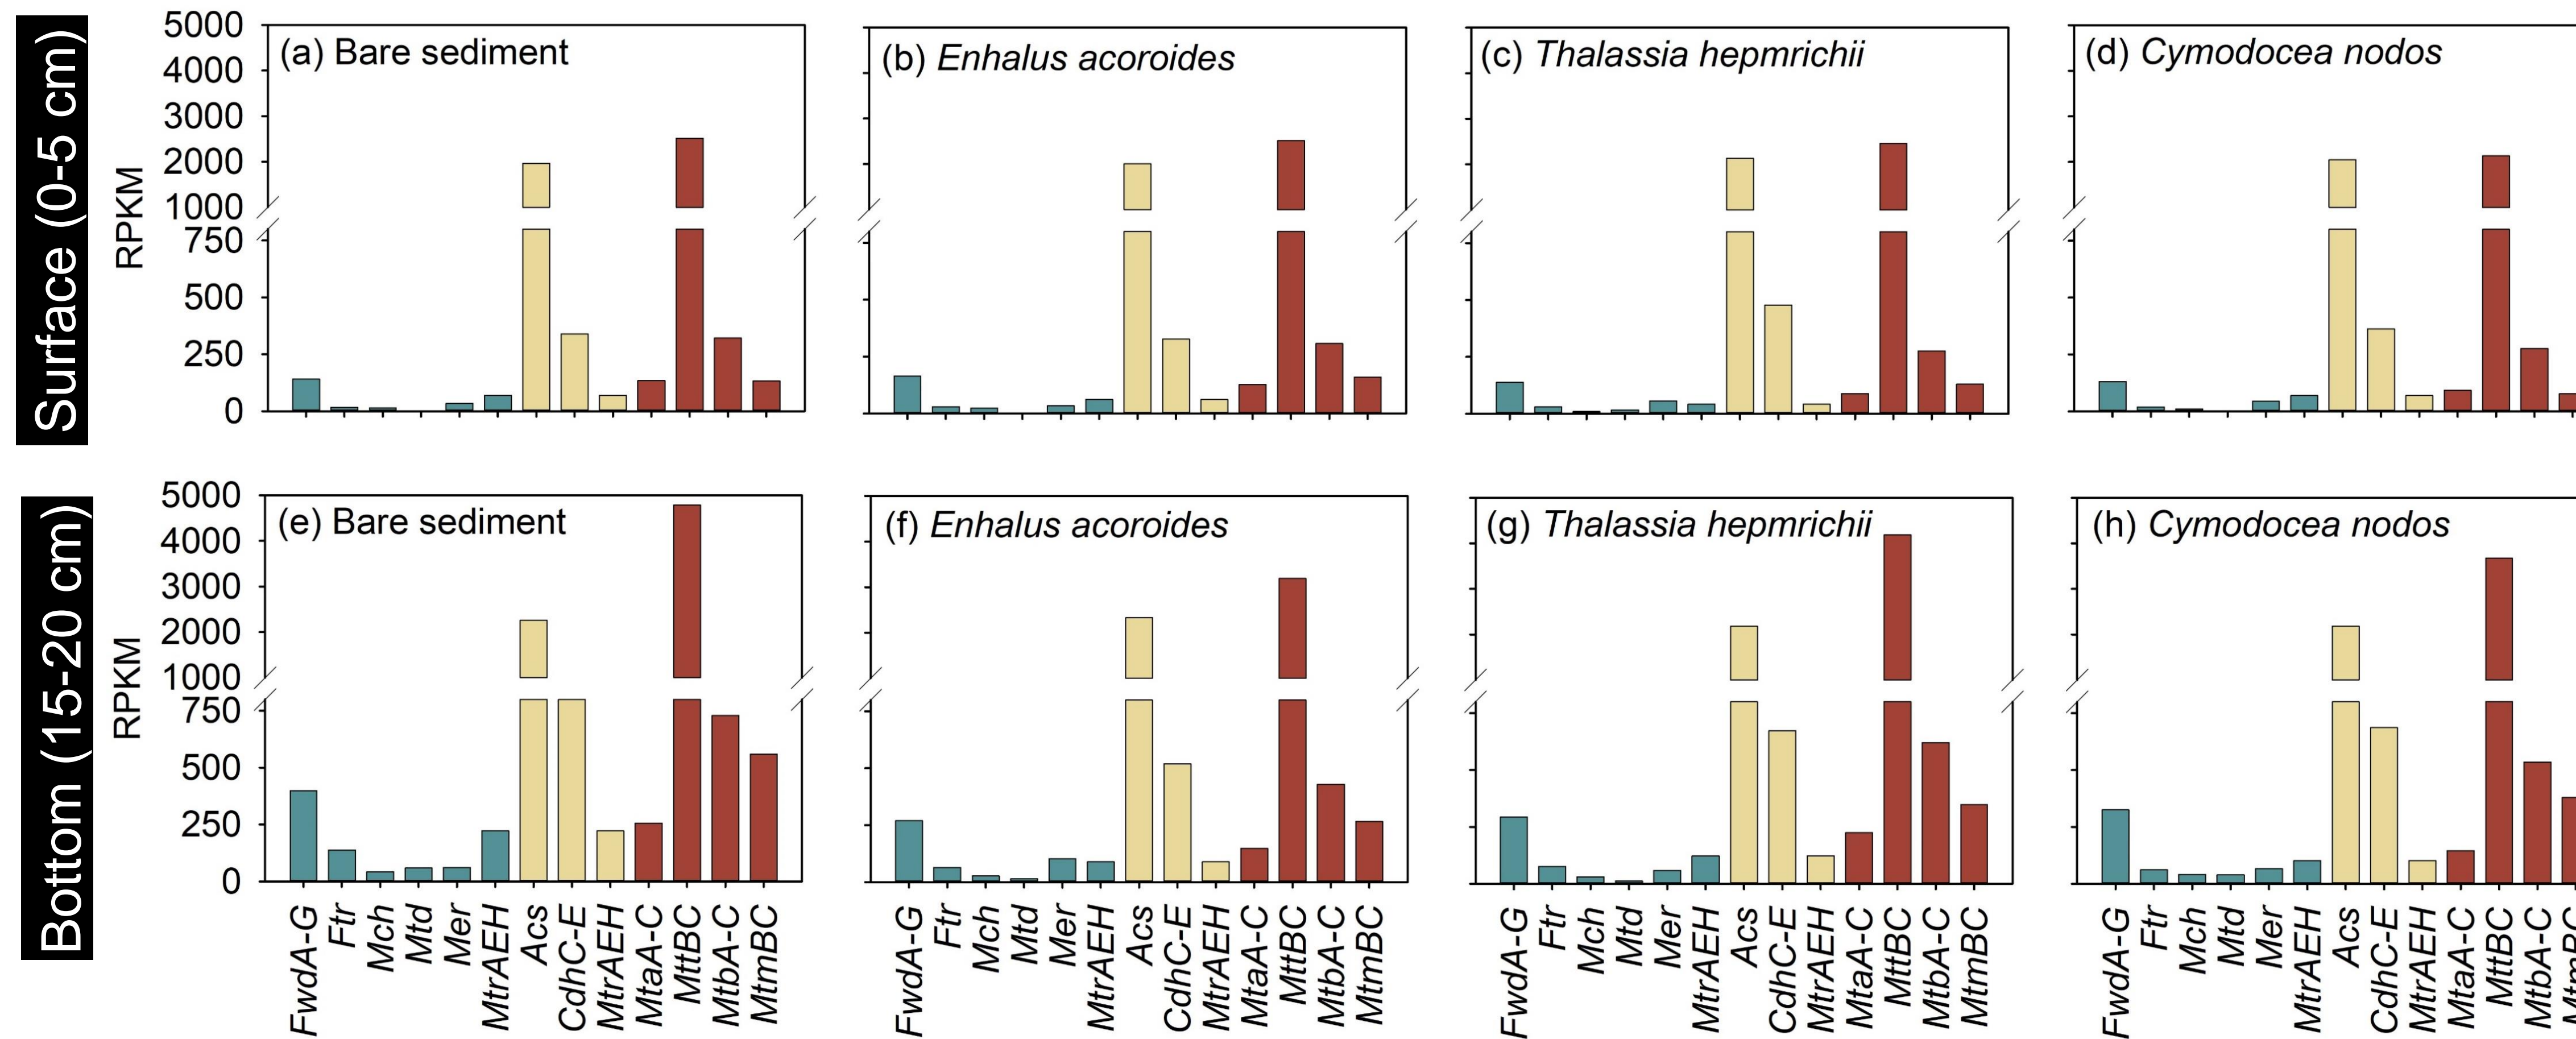 Surface (0-5 cm)
RPKM
5000
4000
3000
2000
1000
750
500
250
0
(a) Bare sediment
(b) Enhalus acoroides
(c) Thalassia hepmrichii
(d) Cymodocea nodos
Bottom (15-20 cm)
RPKM
5000
4000
3000
2000
1000
750
500
250
0
(e) Bare sediment
(f) Enhalus acoroides
(g) Thalassia hepmrichii
(h) Cymodocea nodos
FwdA-G
Ftr
Mch
Mtd
Mer
MtrAEH
Acs
CdhC-E
MtrAEH
MtaA-C
MttBC
MtbA-C
MtmBC
FwdA-G
Ftr
Mch
Mtd
Mer
MtrAEH
Acs
CdhC-E
MtrAEH
MtaA-C
MttBC
MtbA-C
MtmBC
FwdA-G
Ftr
Mch
Mtd
Mer
MtrAEH
Acs
CdhC-E
MtrAEH
MtaA-C
MttBC
MtbA-C
MtmBC
FwdA-G
Ftr
Mch
Mtd
Mer
MtrAEH
Acs
CdhC-E
MtrAEH
MtaA-C
MttBC
MtbA-C